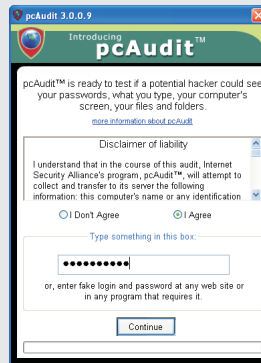 pcAudit 3.0.0.9
Introducing
pcAudit™
pcAudit™ is ready to test if a potential hacker could see
your passwords, what you type, your computer's
screen, your files and folders.
more information about pcAudit
Disclaimer of liability
I understand that in the course of this audit, Internet
Security Alliance's program, pcAudit™, will attempt to
collect and transfer to its server the following
information: this computer's name or any identification
I Don't Agree
I Agree
Type something in this box:
●●●●●●●●●●
or, enter fake login and password at any web site or
in any program that requires it.
Continue